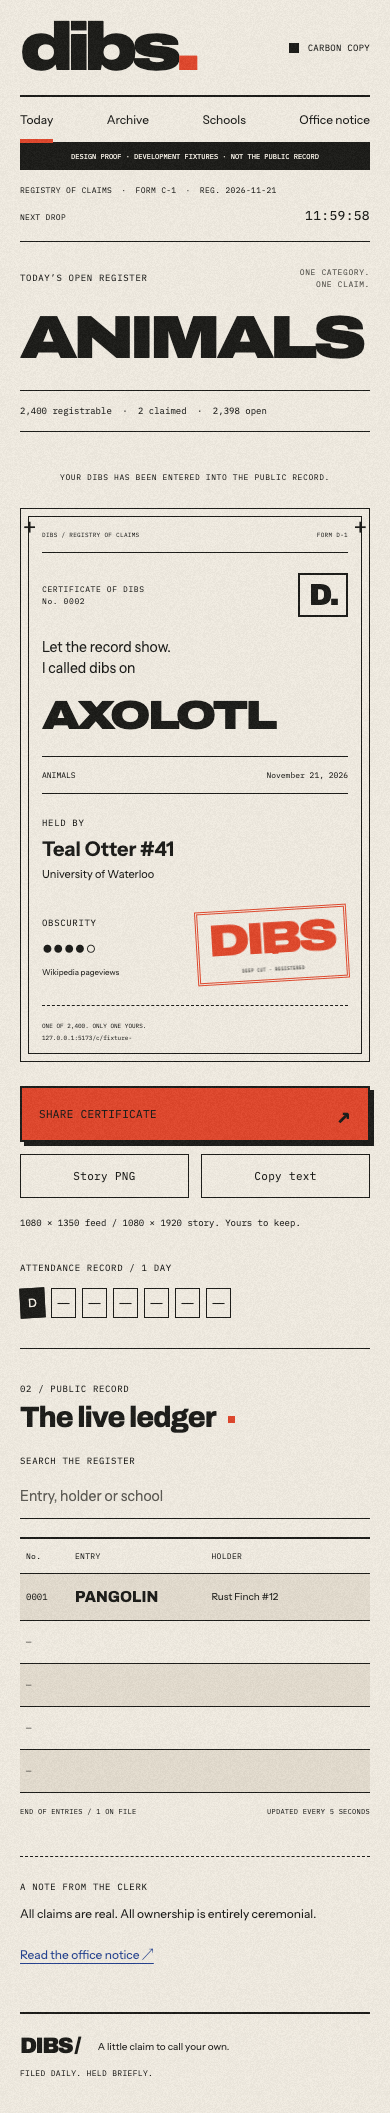 dibs.
CARBON COPY
Today Archive Schools Office notice
DESIGN PROOF · DEVELOPMENT FIXTURES · NOT THE PUBLIC RECORD
REGISTRY OF CLAIMS · FORM C-1 · REG. 2026-11-21
NEXT DROP 11:59:58
TODAY'S OPEN REGISTER
ONE CATEGORY.
ONE CLAIM.
ANIMALS
2,400 registrable · 2 claimed · 2,398 open
YOUR DIBS HAS BEEN ENTERED INTO THE PUBLIC RECORD.
DIBS / REGISTRY OF CLAIMS FORM D-1
CERTIFICATE OF DIBS
No. 0002
D.
Let the record show.
I called dibs on
AXOLOTL
ANIMALS November 21, 2026
HELD BY
Teal Otter #41
University of Waterloo
OBSCURITY
Wikipedia pageviews
DIBS
DEEP CUT · REGISTERED
ONE OF 2,400. ONLY ONE YOURS.
127.0.0.1:5173/c/fixture-
SHARE CERTIFICATE ↗
Story PNG Copy text
1080 × 1350 feed / 1080 × 1920 story. Yours to keep.
ATTENDANCE RECORD / 1 DAY
D — — — — — —
02 / PUBLIC RECORD
The live ledger
SEARCH THE REGISTER
Entry, holder or school
No. ENTRY HOLDER
0001 PANGOLIN Rust Finch #12
—
—
—
—
END OF ENTRIES / 1 ON FILE UPDATED EVERY 5 SECONDS
A NOTE FROM THE CLERK
All claims are real. All ownership is entirely ceremonial.
Read the office notice ↗
DIBS/ A little claim to call your own.
FILED DAILY. HELD BRIEFLY.